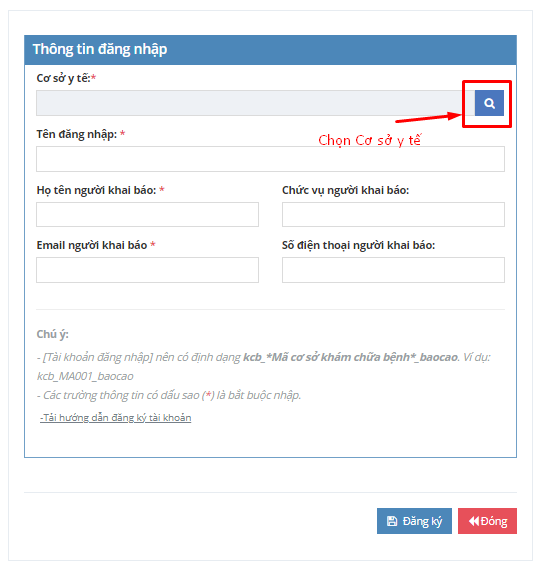 Thông tin đăng nhập
Cơ sở y tế:*
Chọn Cơ sở y tế
Tên đăng nhập: *
Họ tên người khai báo: * Chức vụ người khai báo:
Email người khai báo * Số điện thoại người khai báo:
Chú ý:
- [Tài khoản đăng nhập] nên có định dạng kcb_*Mã cơ sở khám chữa bệnh*_baocao. Ví dụ:
kcb_MA001_baocao
- Các trường thông tin có dấu sao (*) là bắt buộc nhập.
-Tải hướng dẫn đăng ký tài khoản
Đăng ký Đóng